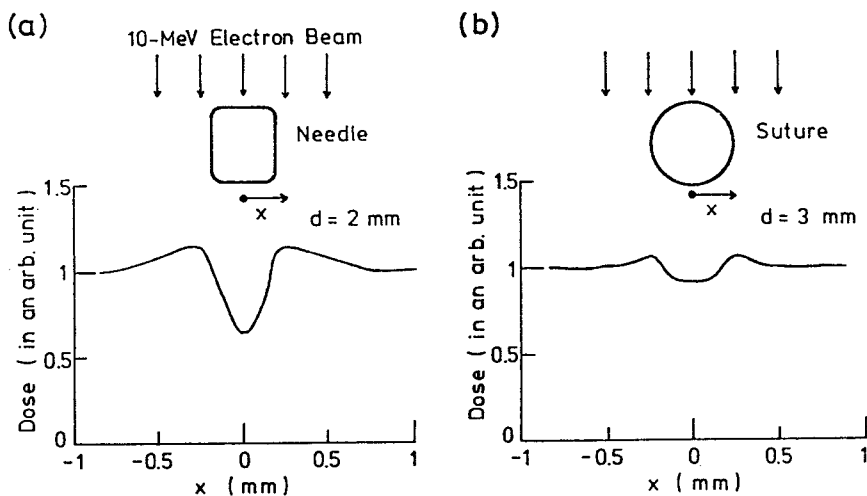 (a)
10-MeV Electron Beam
Needle
x
d = 2 mm
Dose ( in an arb. unit )
1.5
1
0.5
0
-1 -0.5 0 0.5 1
x ( mm )
(b)
Suture
x
d = 3 mm
Dose ( in an arb. unit )
1.5
1
0.5
0
-1 -0.5 0 0.5 1
x ( mm )